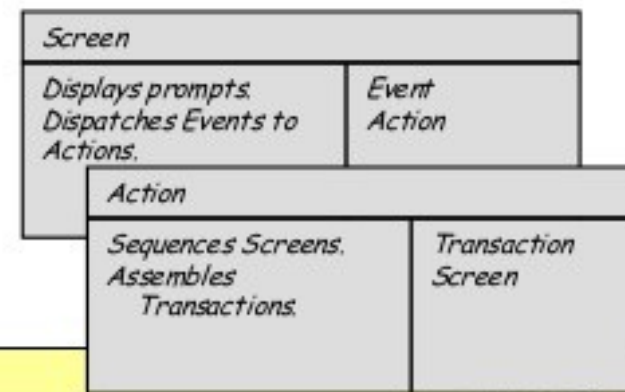 Screen
Displays prompts.
Dispatches Events to
Actions.
Event
Action
Action
Sequences Screens.
Assembles
Transactions.
Transaction
Screen